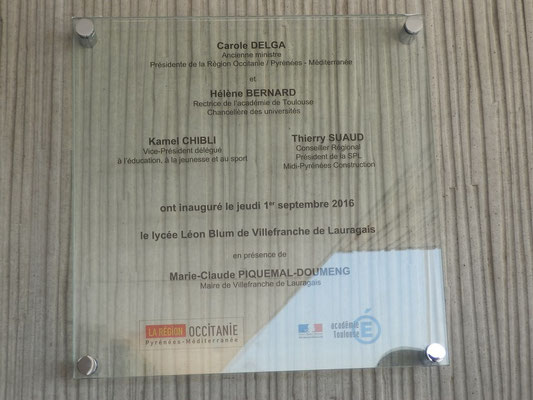 Carole DELGA
Ancienne ministre
Présidente de la Région Occitanie / Pyrénées - Méditerranée
et
Hélène BERNARD
Rectrice de l'académie de Toulouse
Chancelière des universités
Kamel CHIBLI
Vice-Président délégué
à l'éducation, à la jeunesse et au sport
Thierry SUAUD
Conseiller Régional
Président de la SPL
Midi-Pyrénées Construction
ont inauguré le jeudi 1er septembre 2016
le lycée Léon Blum de Villefranche de Lauragais
en présence de
Marie-Claude PIQUEMAL-DOUMENG
Maire de Villefranche de Lauragais
LA RÉGION OCCITANIE
Pyrénées-Méditerranée
académie
Toulouse